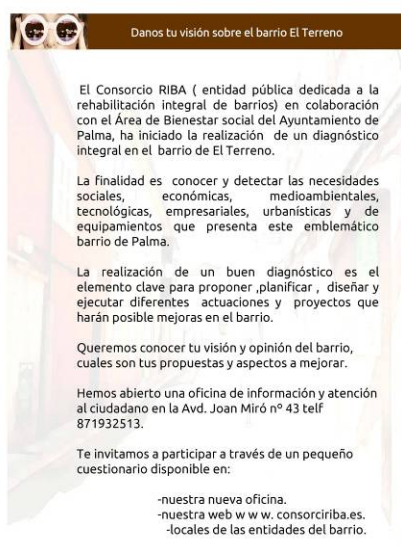 Danos tu visión sobre el barrio El Terreno
El Consorcio RIBA ( entidad pública dedicada a la
rehabilitación integral de barrios) en colaboración
con el Área de Bienestar social del Ayuntamiento de
Palma, ha iniciado la realización de un diagnóstico
integral en el barrio de El Terreno.
La finalidad es conocer y detectar las necesidades
sociales, económicas, medioambientales,
tecnológicas, empresariales, urbanísticas y de
equipamientos que presenta este emblemático
barrio de Palma.
La realización de un buen diagnóstico es el
elemento clave para proponer ,planificar , diseñar y
ejecutar diferentes actuaciones y proyectos que
harán posible mejoras en el barrio.
Queremos conocer tu visión y opinión del barrio,
cuales son tus propuestas y aspectos a mejorar.
Hemos abierto una oficina de información y atención
al ciudadano en la Avd. Joan Miró nº 43 telf
871932513.
Te invitamos a participar a través de un pequeño
cuestionario disponible en:
-nuestra nueva oficina.
-nuestra web w w w. consorciriba.es.
-locales de las entidades del barrio.